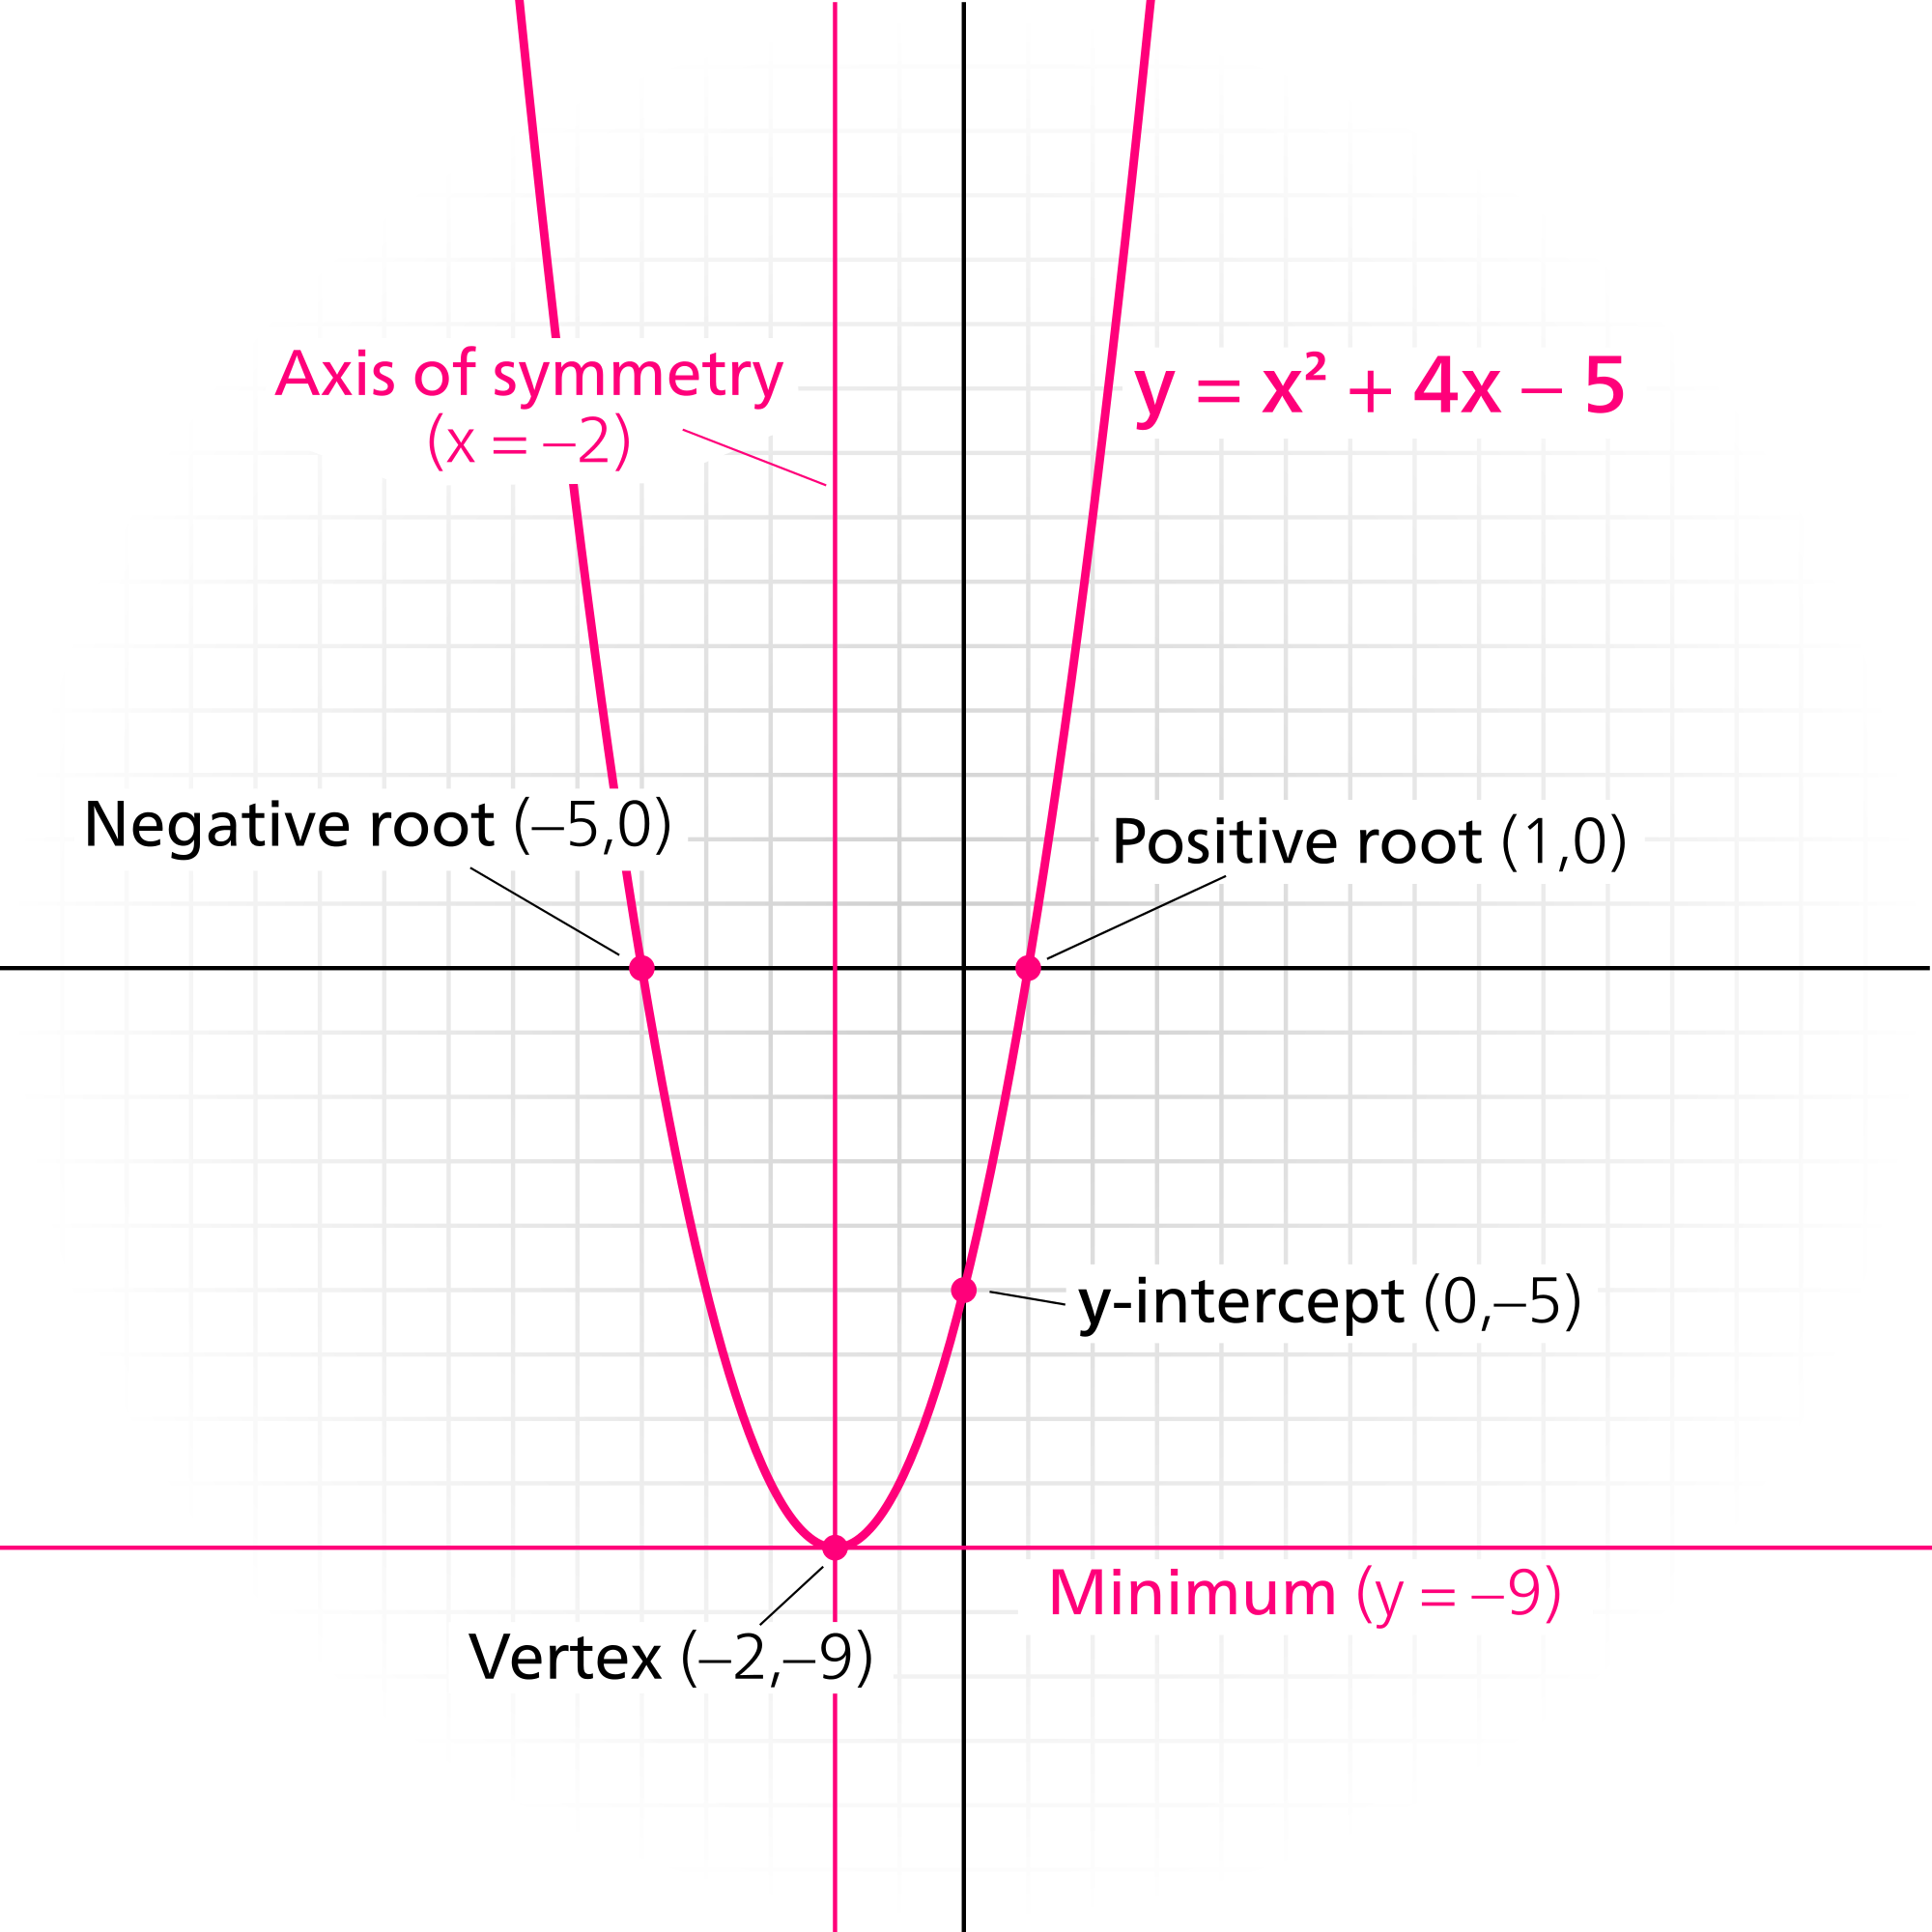 Axis of symmetry
(x = −2)
y = x² + 4x − 5
Negative root (−5,0)
Positive root (1,0)
y-intercept (0,−5)
Minimum (y = −9)
Vertex (−2,−9)